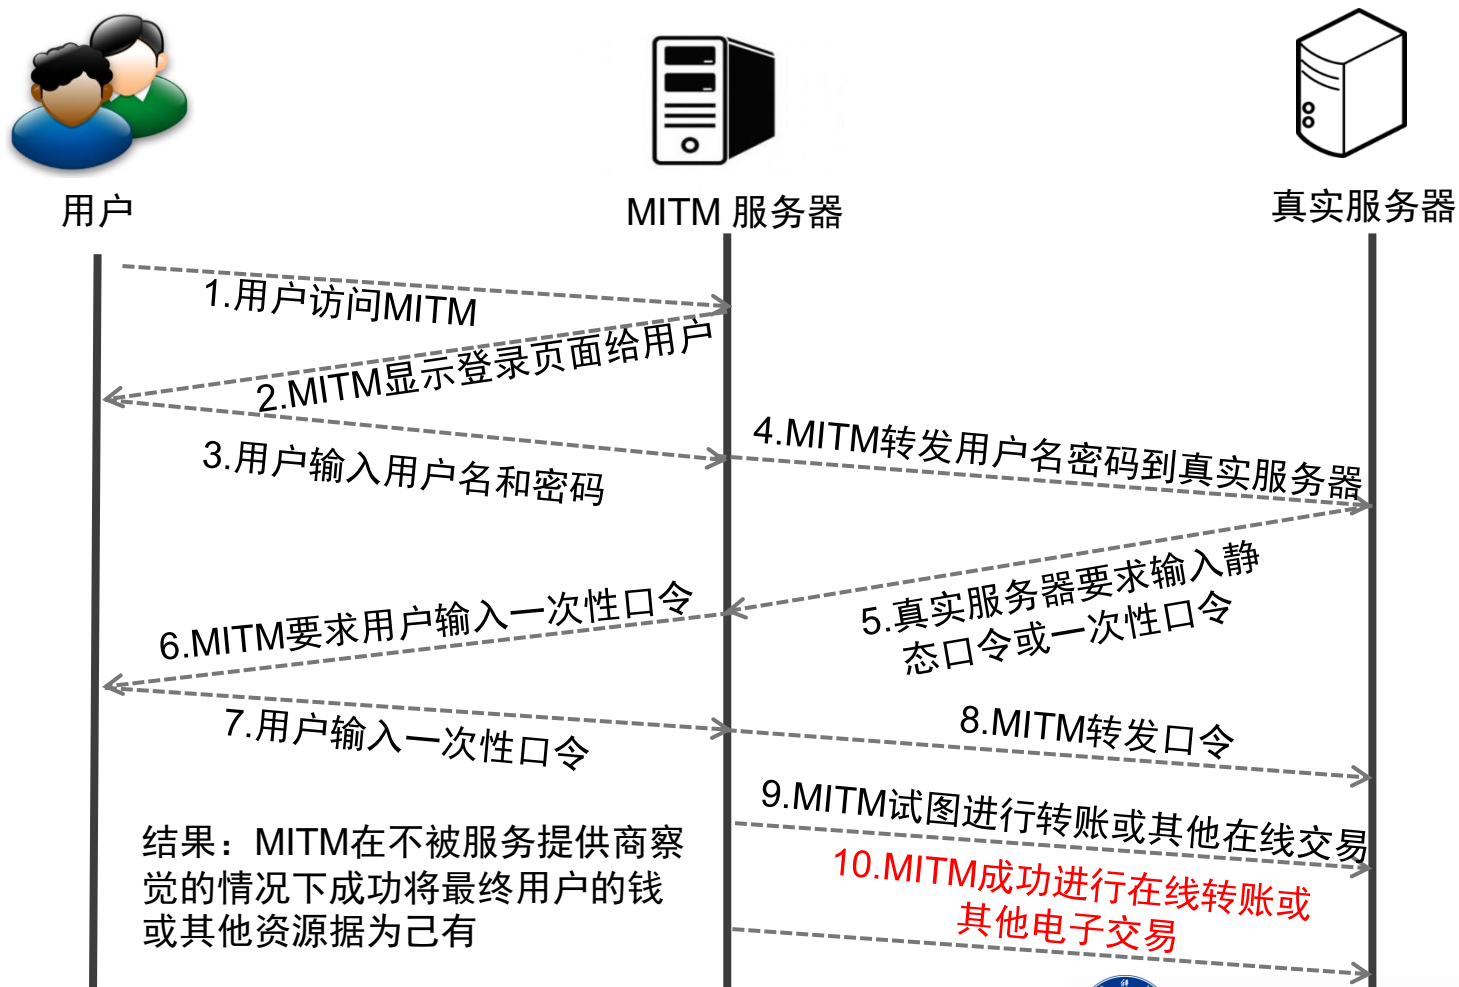 用户
MITM 服务器
真实服务器
1.用户访问MITM
2.MITM显示登录页面给用户
3.用户输入用户名和密码
4.MITM转发用户名密码到真实服务器
5.真实服务器要求输入静
态口令或一次性口令
6.MITM要求用户输入一次性口令
7.用户输入一次性口令
8.MITM转发口令
9.MITM试图进行转账或其他在线交易
10.MITM成功进行在线转账或
其他电子交易
结果：MITM在不被服务提供商察
觉的情况下成功将最终用户的钱
或其他资源据为己有